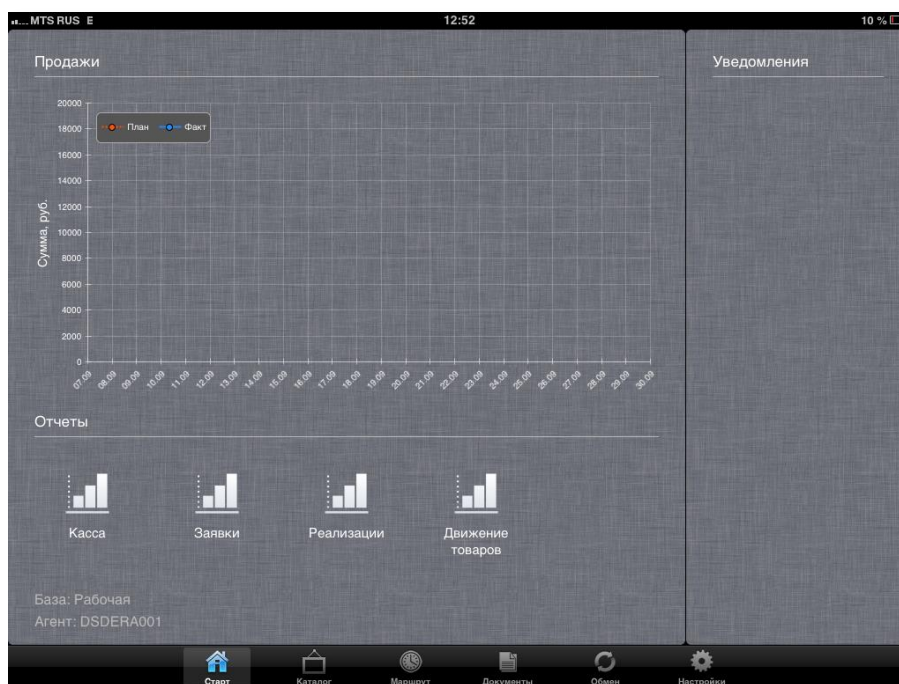 MTS RUS E
12:52
10 %
Продажи
Уведомления
20000
18000
16000
14000
12000
10000
8000
6000
4000
2000
0
План
Факт
Сумма, руб.
07.09 08.09 09.09 10.09 11.09 12.09 13.09 14.09 15.09 16.09 17.09 18.09 19.09 20.09 21.09 22.09 23.09 24.09 25.09 26.09 27.09 28.09 29.09 30.09
Отчеты
Касса
Заявки
Реализации
Движение
товаров
База: Рабочая
Агент: DSDERA001
Старт
Каталог
Маршрут
Документы
Обмен
Настройки